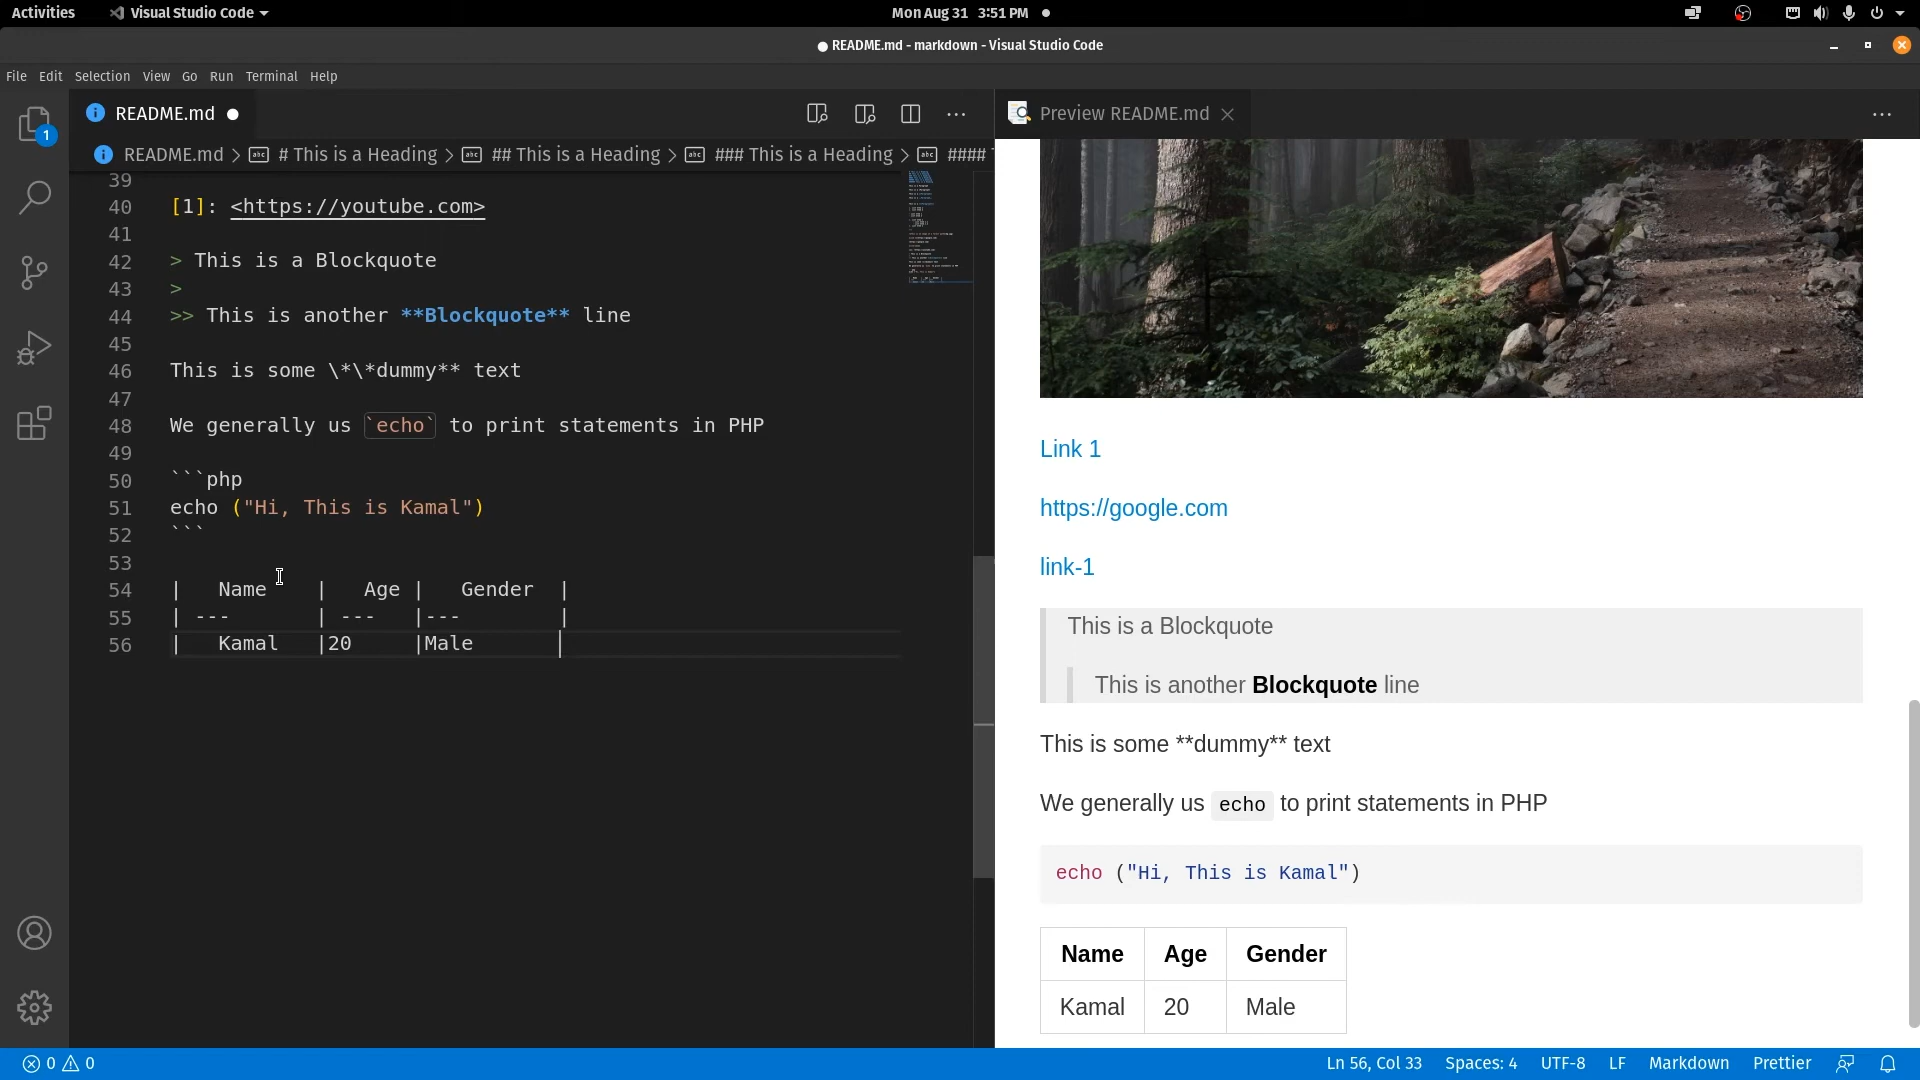 Activities Visual Studio Code Mon Aug 31 3:51 PM
● README.md - markdown - Visual Studio Code
File Edit Selection View Go Run Terminal Help
1
README.md ●
README.md > # This is a Heading > ## This is a Heading > ### This is a Heading > ####
39
40 [1]: <https://youtube.com>
41
42 > This is a Blockquote
43 >
44 >> This is another **Blockquote** line
45
46 This is some \*\*dummy** text
47
48 We generally us `echo` to print statements in PHP
49
50 ```php
51 echo ("Hi, This is Kamal")
52 ```
53
54 |   Name    |   Age |   Gender  |
55 | ---       | ---   |---        |
56 |   Kamal   |20     |Male       |
Preview README.md
Link 1
https://google.com
link-1
This is a Blockquote
This is another Blockquote line
This is some **dummy** text
We generally us echo to print statements in PHP
echo ("Hi, This is Kamal")
Name Age Gender
Kamal 20 Male
0 0 Ln 56, Col 33 Spaces: 4 UTF-8 LF Markdown Prettier